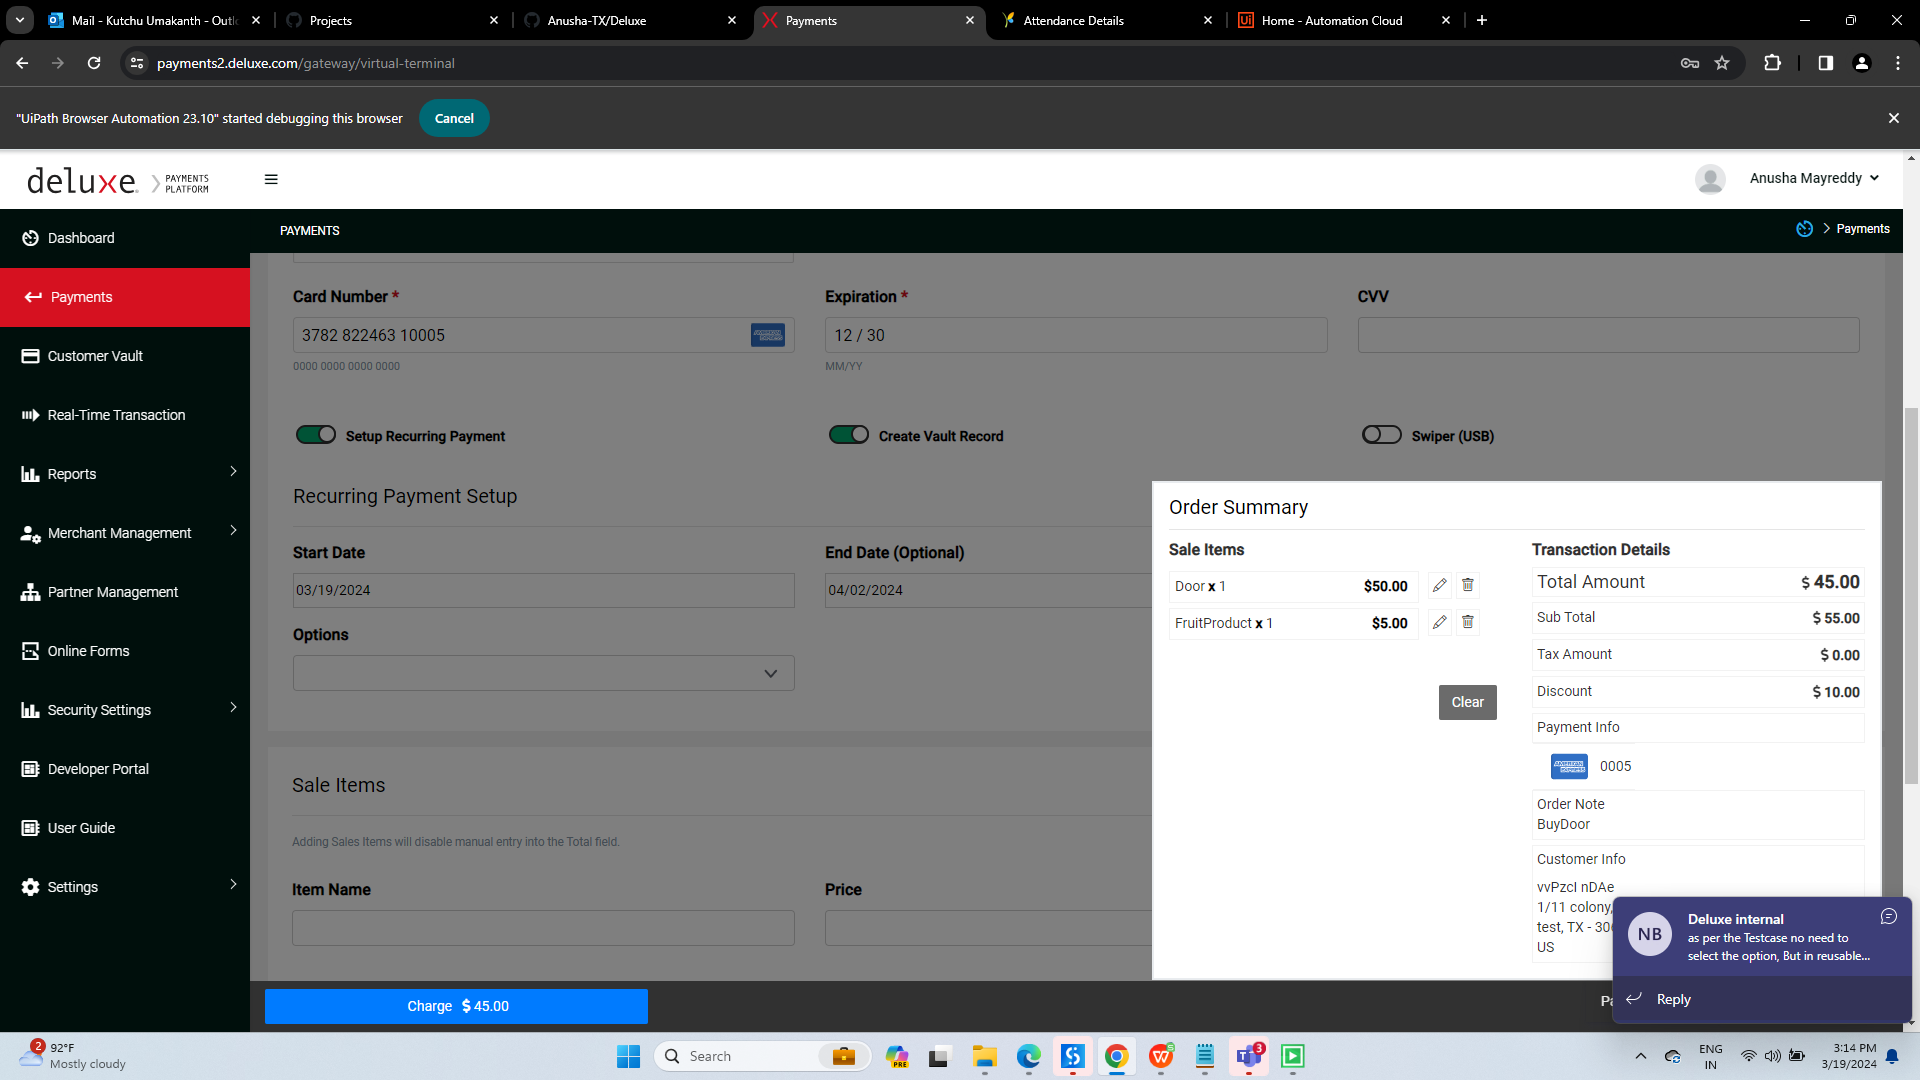 Mail - Kutchu Umakanth - Outl
Projects
Anusha-TX/Deluxe
Payments
Attendance Details
Ui Home - Automation Cloud
payments2.deluxe.com/gateway/virtual-terminal
"UiPath Browser Automation 23.10" started debugging this browser
Cancel
deluxe. PAYMENTS PLATFORM
Anusha Mayreddy
Dashboard
PAYMENTS
Payments
Payments
Customer Vault
Real-Time Transaction
Reports
Merchant Management
Partner Management
Online Forms
Security Settings
Developer Portal
User Guide
Settings
Card Number *
Expiration *
CVV
3782 822463 10005
AMERICAN EXPRESS
12 / 30
0000 0000 0000 0000
MM/YY
Setup Recurring Payment
Create Vault Record
Swiper (USB)
Recurring Payment Setup
Start Date
End Date (Optional)
03/19/2024
04/02/2024
Options
Sale Items
Adding Sales Items will disable manual entry into the Total field.
Item Name
Price
Order Summary
Sale Items
Door x 1 $50.00
FruitProduct x 1 $5.00
Clear
Transaction Details
Total Amount $ 45.00
Sub Total $ 55.00
Tax Amount $ 0.00
Discount $ 10.00
Payment Info
AMERICAN EXPRESS 0005
Order Note
BuyDoor
Customer Info
vvPzcI nDAe
1/11 colony,
test, TX - 30
US
Charge $ 45.00
Pa
NB
Deluxe internal
as per the Testcase no need to
select the option, But in reusable...
Reply
2
92°F
Mostly cloudy
Search
PRE
5
3
ENG
IN
3:14 PM
3/19/2024